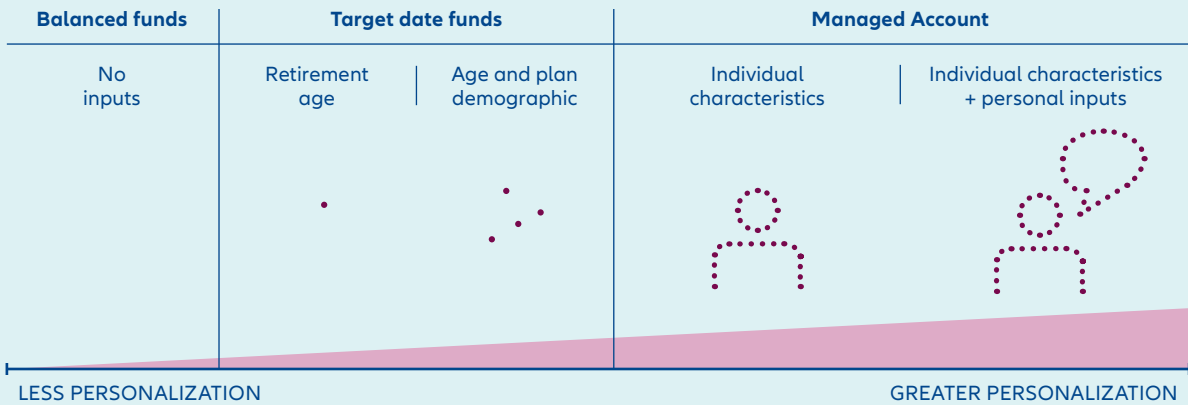 Balanced funds
Target date funds
Managed Account
No
inputs
Retirement
age
Age and plan
demographic
Individual
characteristics
Individual characteristics
+ personal inputs
LESS PERSONALIZATION
GREATER PERSONALIZATION